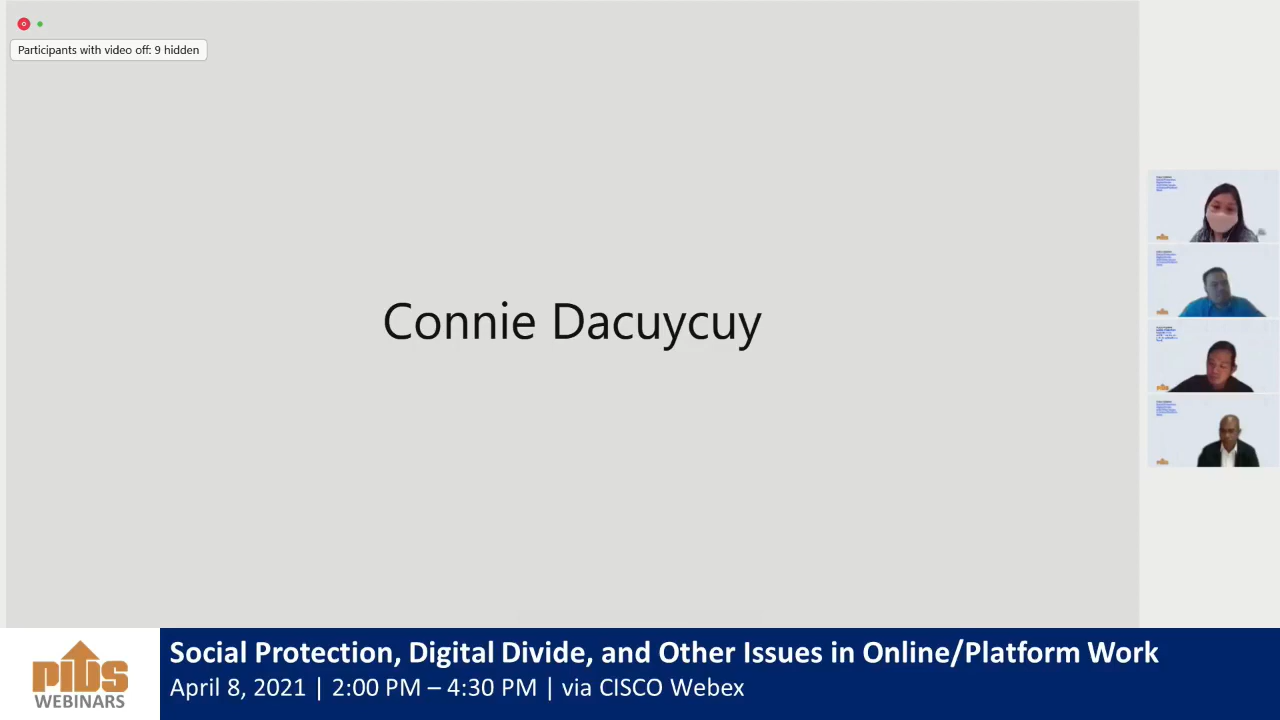 Participants with video off: 9 hidden
Connie Dacuycuy
PIDS
WEBINARS
Social Protection, Digital Divide, and Other Issues in Online/Platform Work
April 8, 2021 | 2:00 PM – 4:30 PM | via CISCO Webex